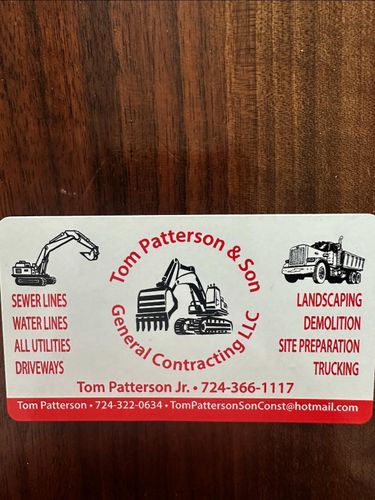 Tom Patterson & Son
General Contracting LLC
SEWER LINES
WATER LINES
ALL UTILITIES
DRIVEWAYS
LANDSCAPING
DEMOLITION
SITE PREPARATION
TRUCKING
Tom Patterson Jr. • 724-366-1117
Tom Patterson • 724-322-0634 • TomPattersonSonConst@hotmail.com